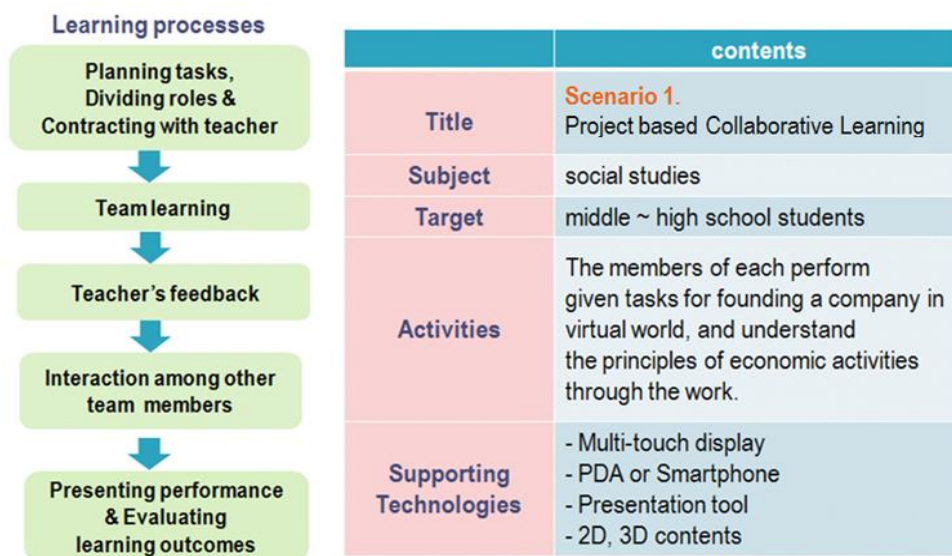 Learning processes
Planning tasks,
Dividing roles &
Contracting with teacher
Team learning
Teacher's feedback
Interaction among other
team members
Presenting performance
& Evaluating
learning outcomes
contents
Title
Scenario 1.
Project based Collaborative Learning
Subject
social studies
Target
middle ~ high school students
Activities
The members of each perform
given tasks for founding a company in
virtual world, and understand
the principles of economic activities
through the work.
Supporting
Technologies
- Multi-touch display
- PDA or Smartphone
- Presentation tool
- 2D, 3D contents